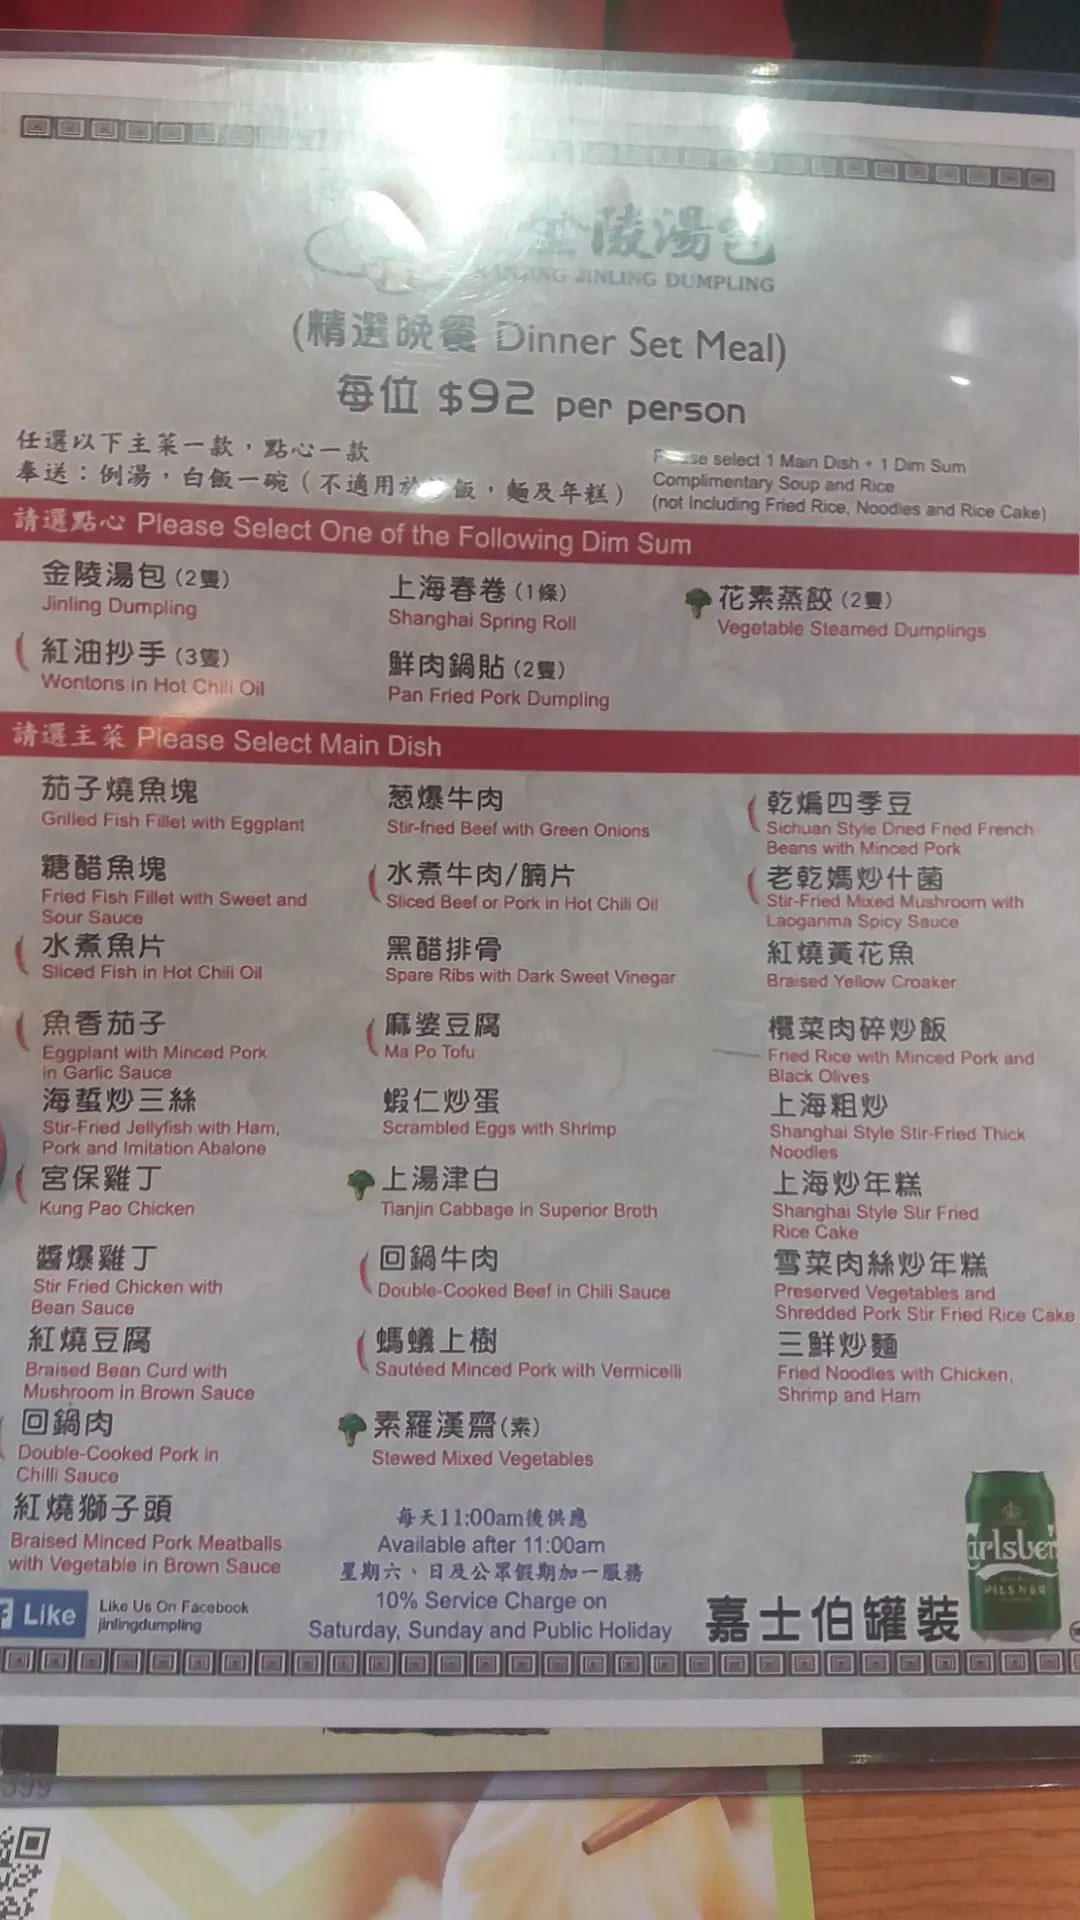 金陵湯包
NANJING JINLING DUMPLING
(精選晚餐 Dinner Set Meal)
每位 $92 per person
任選以下主菜一款，點心一款
奉送：例湯，白飯一碗（不適用於 飯，麵及年糕）
Please select 1 Main Dish + 1 Dim Sum
Complimentary Soup and Rice
(not Including Fried Rice, Noodles and Rice Cake)
請選點心 Please Select One of the Following Dim Sum
金陵湯包 (2隻)
Jinling Dumpling
紅油抄手 (3隻)
Wontons in Hot Chili Oil
上海春卷 (1條)
Shanghai Spring Roll
鮮肉鍋貼 (2隻)
Pan Fried Pork Dumpling
花素蒸餃 (2隻)
Vegetable Steamed Dumplings
請選主菜 Please Select Main Dish
茄子燒魚塊
Grilled Fish Fillet with Eggplant
糖醋魚塊
Fried Fish Fillet with Sweet and
Sour Sauce
水煮魚片
Sliced Fish in Hot Chili Oil
魚香茄子
Eggplant with Minced Pork
in Garlic Sauce
海蜇炒三絲
Stir-Fried Jellyfish with Ham,
Pork and Imitation Abalone
宮保雞丁
Kung Pao Chicken
醬爆雞丁
Stir Fried Chicken with
Bean Sauce
紅燒豆腐
Braised Bean Curd with
Mushroom in Brown Sauce
回鍋肉
Double-Cooked Pork in
Chilli Sauce
紅燒獅子頭
Braised Minced Pork Meatballs
with Vegetable in Brown Sauce
葱爆牛肉
Stir-fried Beef with Green Onions
水煮牛肉/腩片
Sliced Beef or Pork in Hot Chili Oil
黑醋排骨
Spare Ribs with Dark Sweet Vinegar
麻婆豆腐
Ma Po Tofu
蝦仁炒蛋
Scrambled Eggs with Shrimp
上湯津白
Tianjin Cabbage in Superior Broth
回鍋牛肉
Double-Cooked Beef in Chili Sauce
螞蟻上樹
Sautéed Minced Pork with Vermicelli
素羅漢齋(素)
Stewed Mixed Vegetables
乾煸四季豆
Sichuan Style Dried Fried French
Beans with Minced Pork
老乾媽炒什菌
Stir-Fried Mixed Mushroom with
Laoganma Spicy Sauce
紅燒黃花魚
Braised Yellow Croaker
欖菜肉碎炒飯
Fried Rice with Minced Pork and
Black Olives
上海粗炒
Shanghai Style Stir-Fried Thick
Noodles
上海炒年糕
Shanghai Style Stir Fried
Rice Cake
雪菜肉絲炒年糕
Preserved Vegetables and
Shredded Pork Stir Fried Rice Cake
三鮮炒麵
Fried Noodles with Chicken,
Shrimp and Ham
每天11:00am後供應
Available after 11:00am
星期六、日及公眾假期加一服務
10% Service Charge on
Saturday, Sunday and Public Holiday
Like
Like Us On Facebook
jinlingdumpling
嘉士伯罐裝
arlsber
PILSNER
399